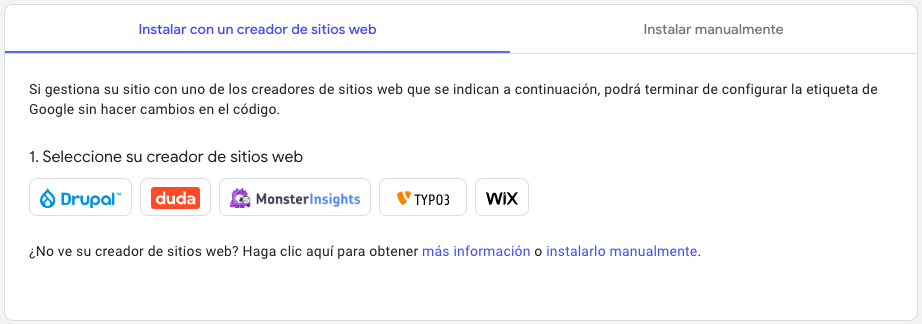 Instalar con un creador de sitios web
Instalar manualmente
Si gestiona su sitio con uno de los creadores de sitios web que se indican a continuación, podrá terminar de configurar la etiqueta de
Google sin hacer cambios en el código.
1. Seleccione su creador de sitios web
Drupal™ duda MonsterInsights TYPO3 WiX
¿No ve su creador de sitios web? Haga clic aquí para obtener más información o instalarlo manualmente.